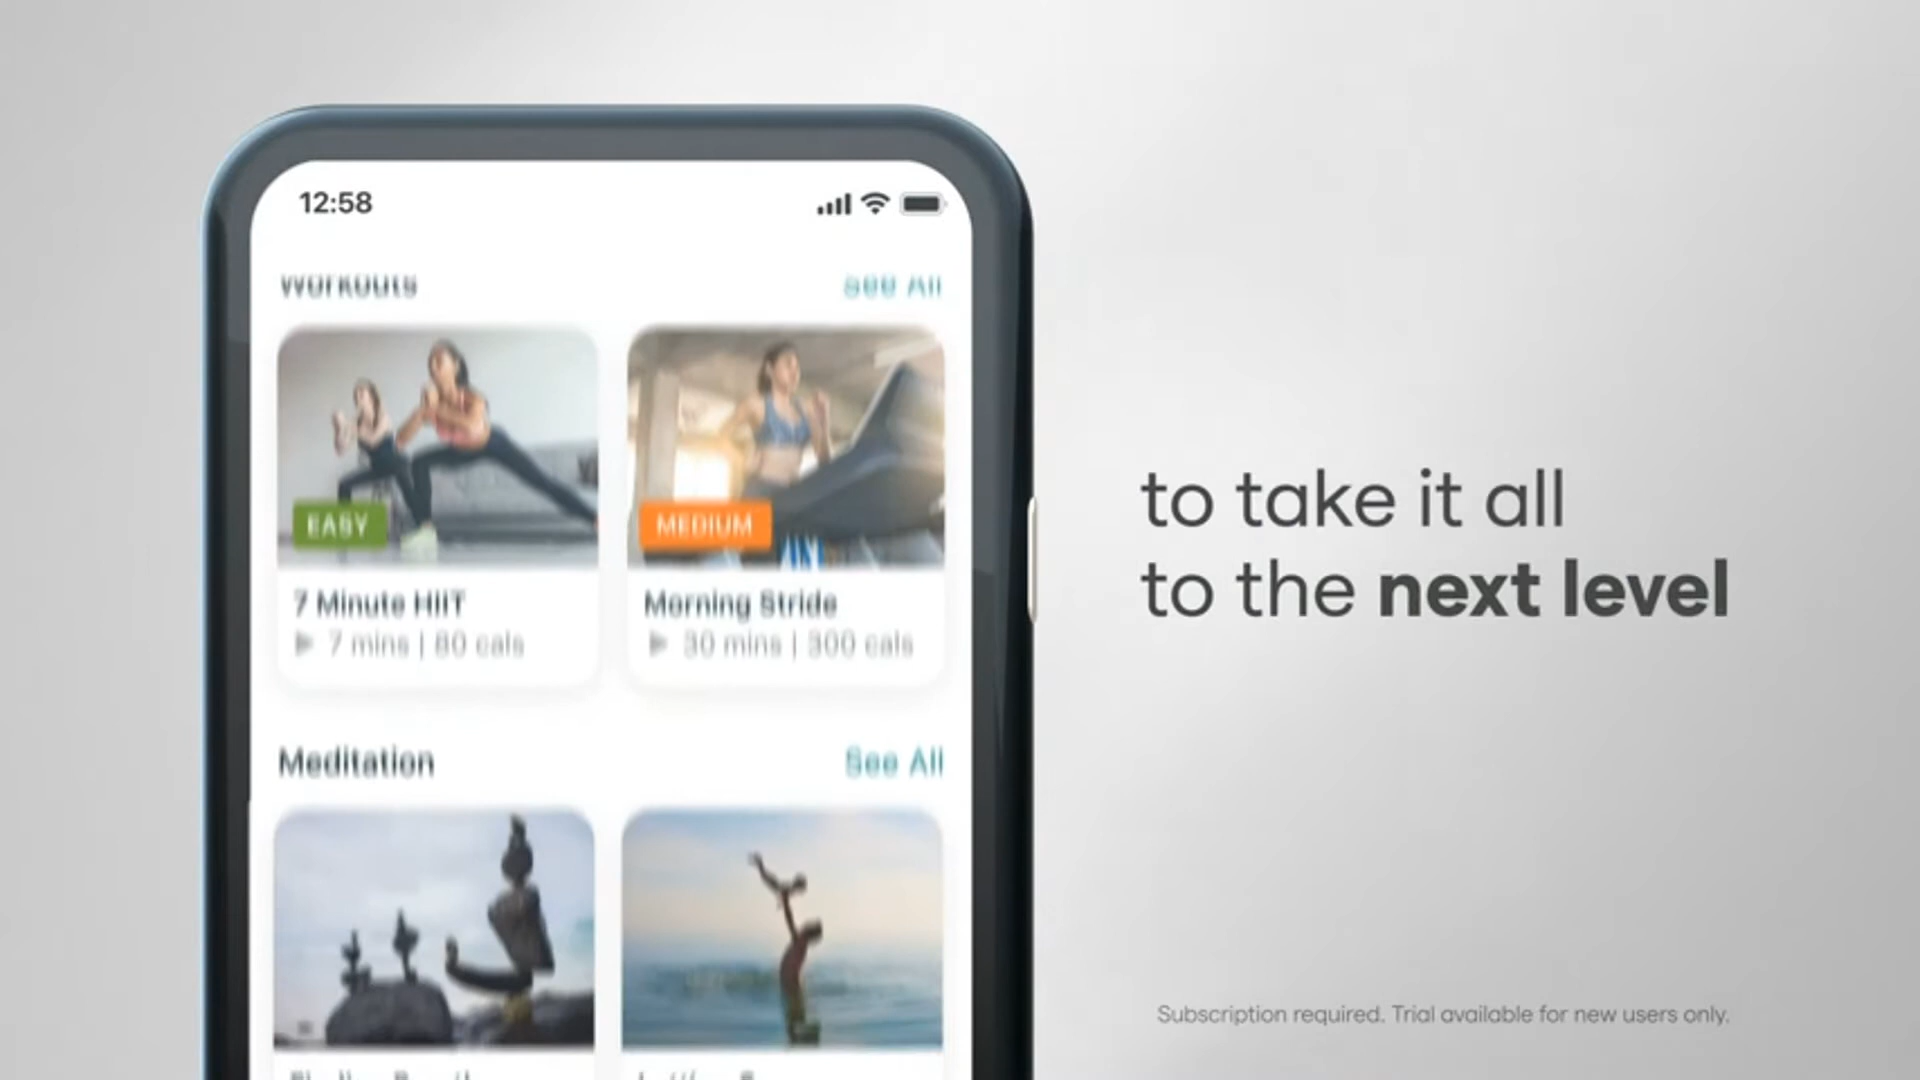 12:58
Workouts See All
EASY
MEDIUM
7 Minute HIIT
7 mins | 80 cals
Morning Stride
30 mins | 300 cals
Meditation See All
to take it all
to the next level
Subscription required. Trial available for new users only.